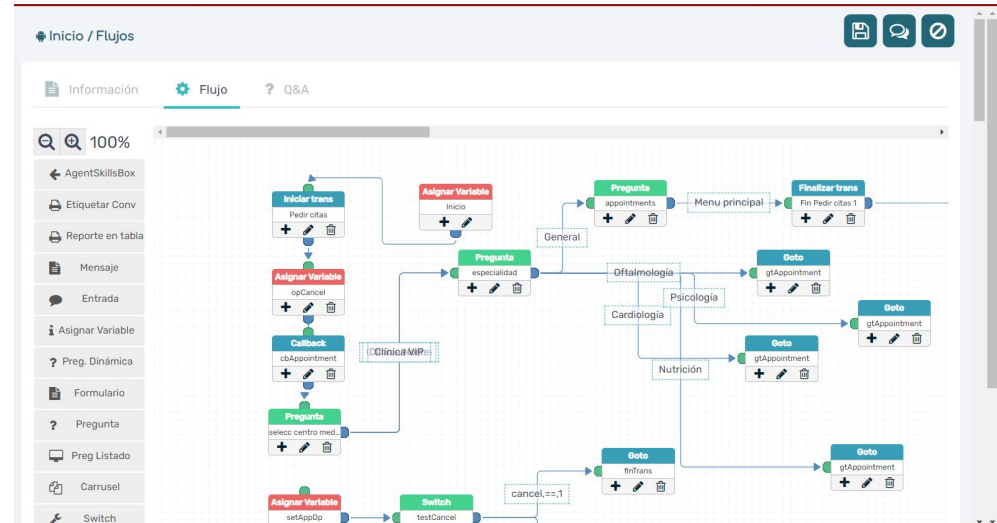 Inicio / Flujos
Información
Flujo
? Q&A
100%
AgentSkillsBox
Etiquetar Conv
Reporte en tabla
Mensaje
Entrada
Asignar Variable
? Preg. Dinámica
Formulario
? Pregunta
Preg Listado
Carrusel
Switch
Iniciar trans
Pedir citas
Asignar Variable
Inicio
Asignar Variable
opCancel
Callback
cbAppointment
Pregunta
selecc centro med...
Clínica VIP
Pregunta
especialidad
General
Pregunta
appointments
Menu principal
Finalizar trans
Fin Pedir citas 1
Oftalmología
Goto
gtAppointment
Psicología
Goto
gtAppointment
Cardiología
Goto
gtAppointment
Nutrición
Goto
gtAppointment
Asignar Variable
setAppOp
Switch
testCancel
cancel,==,1
Goto
finTrans